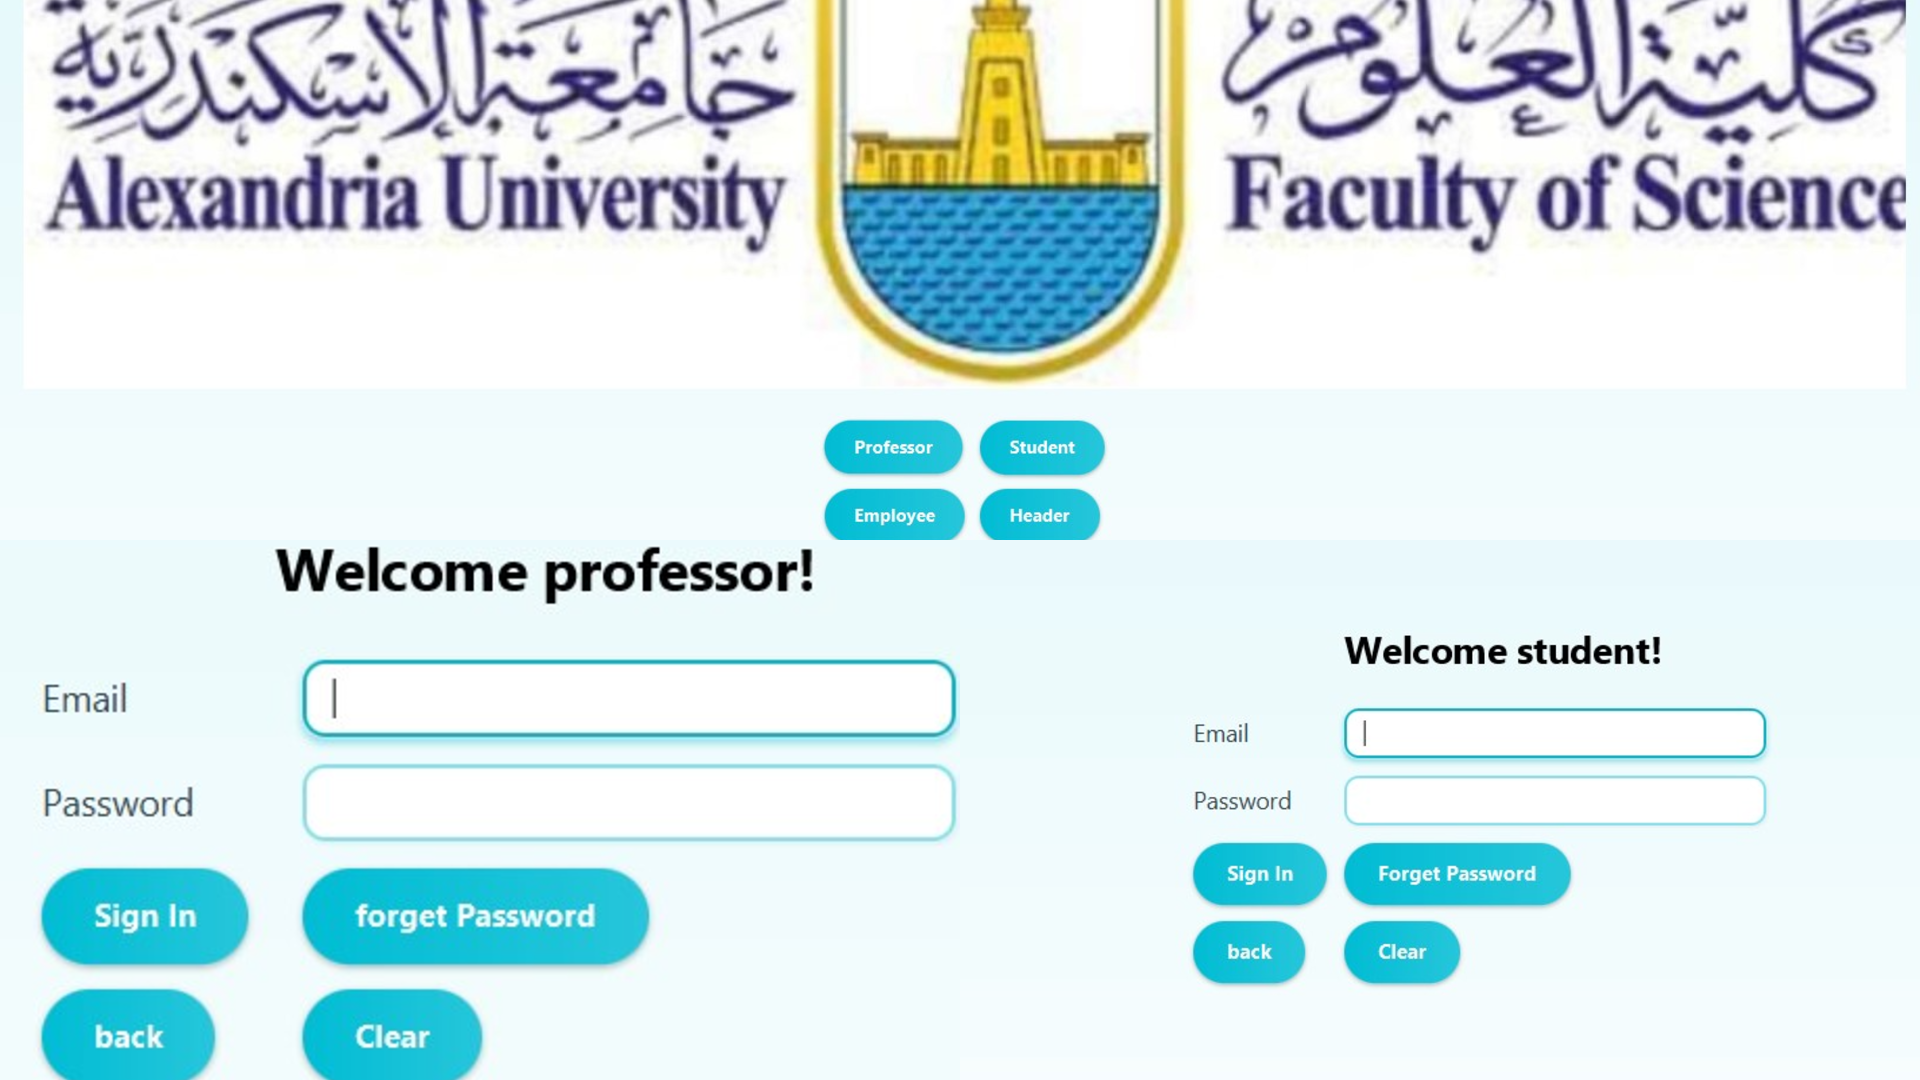 جامعة الإسكندرية
كلية العلوم
Alexandria University
Faculty of Science
Professor
Student
Employee
Header
Welcome professor!
Email
Password
Sign In
forget Password
back
Clear
Welcome student!
Email
Password
Sign In
Forget Password
back
Clear